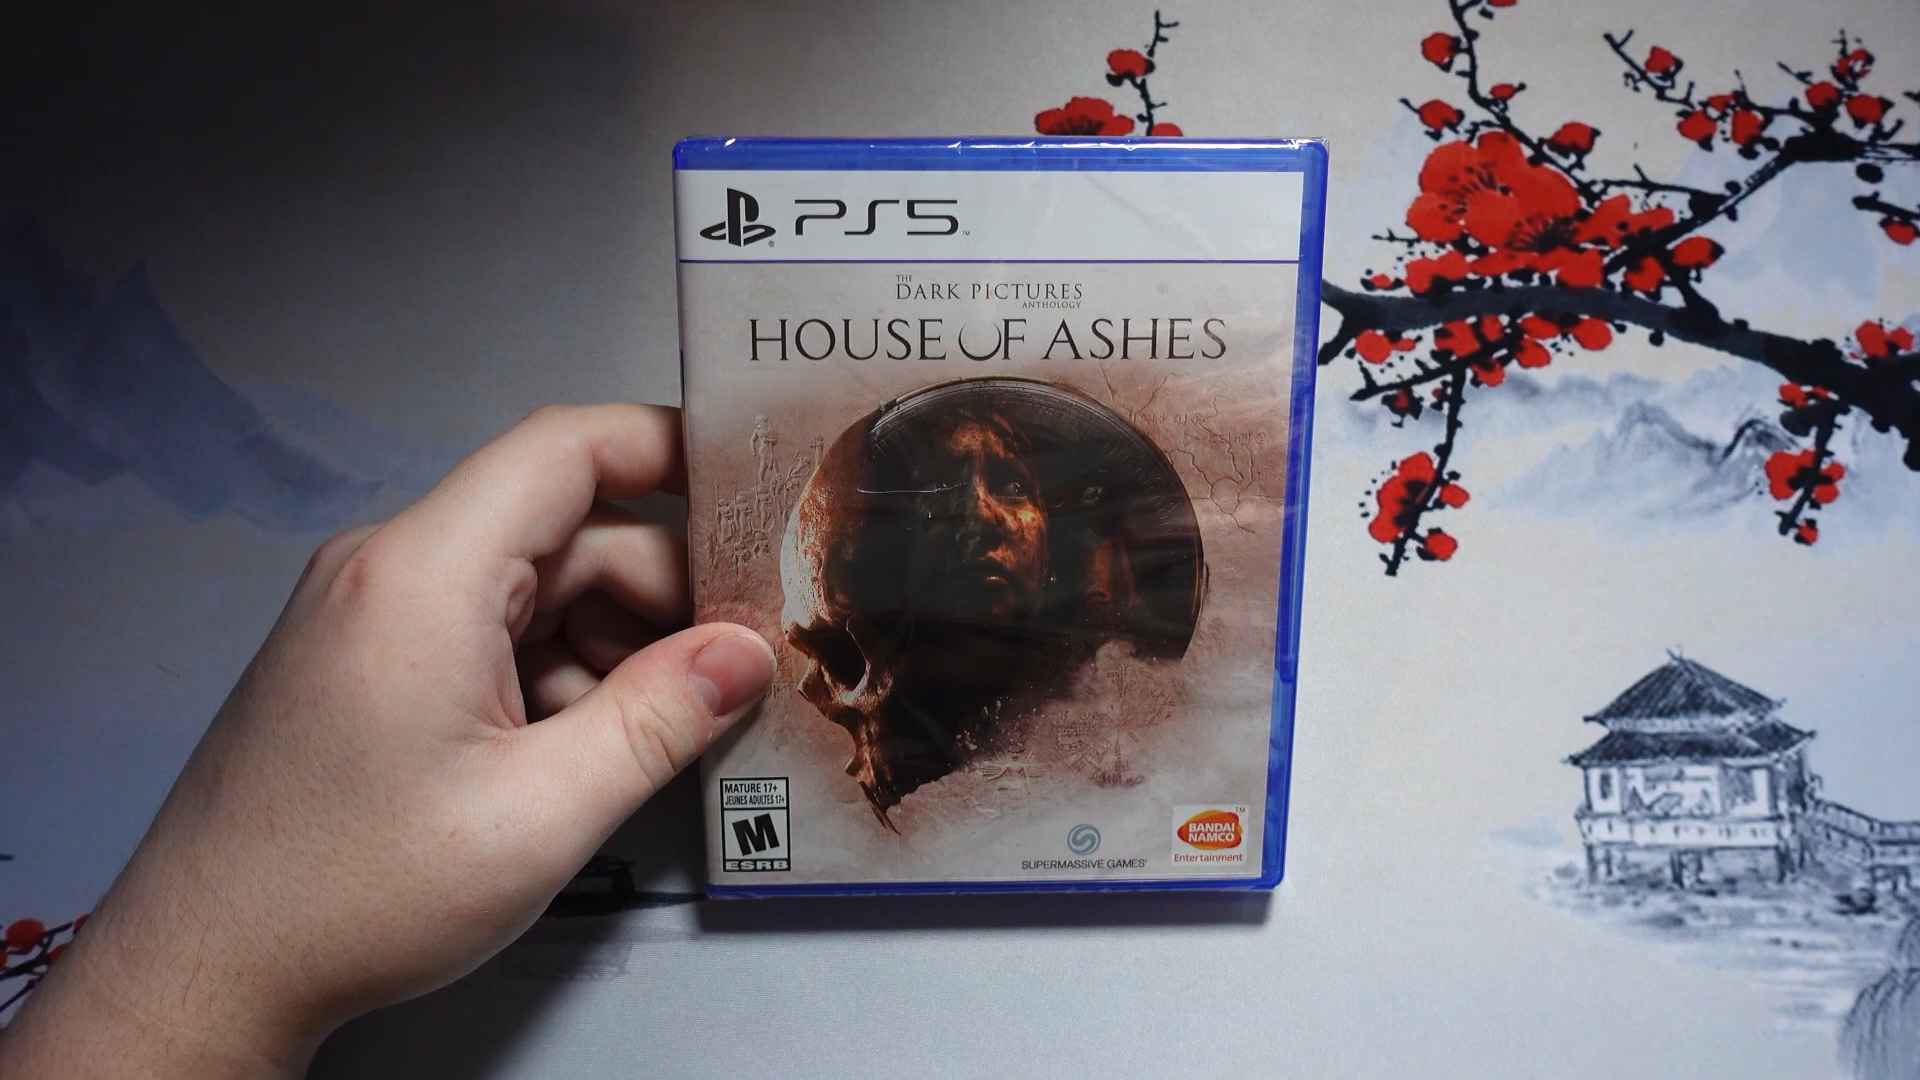 PS5
THE
DARK PICTURES
ANTHOLOGY
HOUSE OF ASHES
MATURE 17+
JEUNES ADULTES 17+
M
ESRB
SUPERMASSIVE GAMES
BANDAI
NAMCO
Entertainment